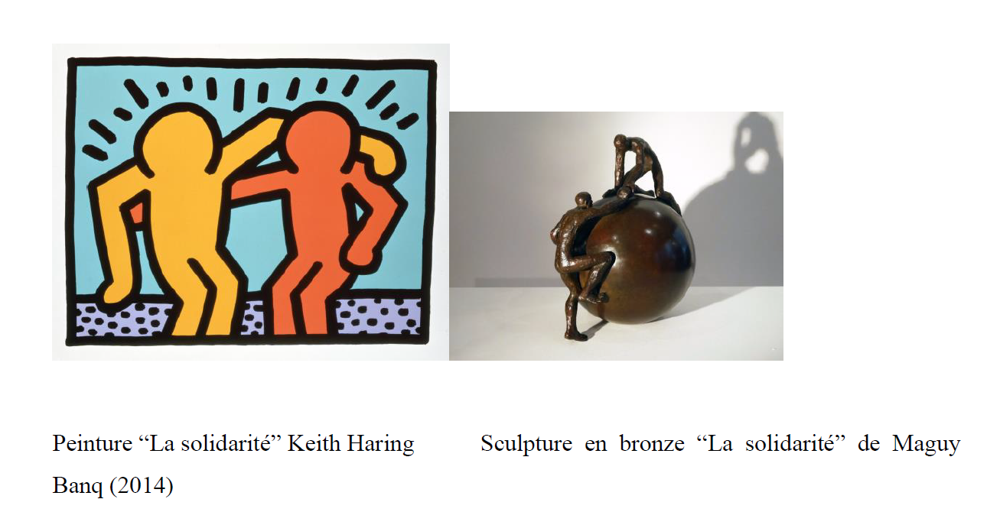 Peinture “La solidarité” Keith Haring Sculpture en bronze “La solidarité” de Maguy
Banq (2014)